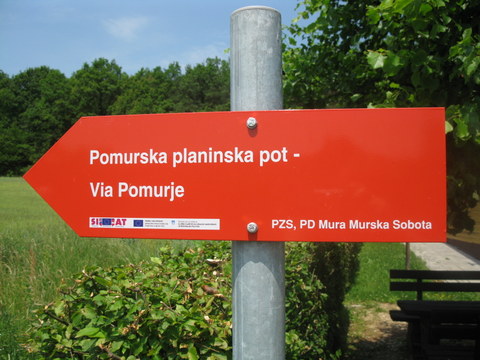 Pomurska planinska pot -
Via Pomurje
PZS, PD Mura Murska Sobota